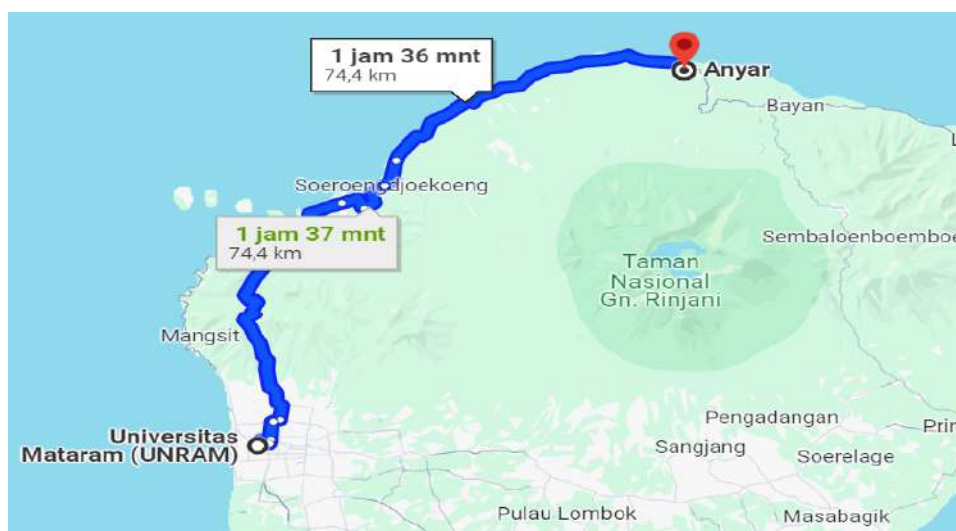 1 jam 36 mnt
74,4 km
Anyar
Bayan
Soeroengdjoekoeng
1 jam 37 mnt
74,4 km
Sembaloenboemboe
Taman
Nasional
Gn. Rinjani
Mangsit
Universitas
Mataram (UNRAM)
Pengadangan
Prin
Sangjang
Soerelage
Pulau Lombok
Masabagik